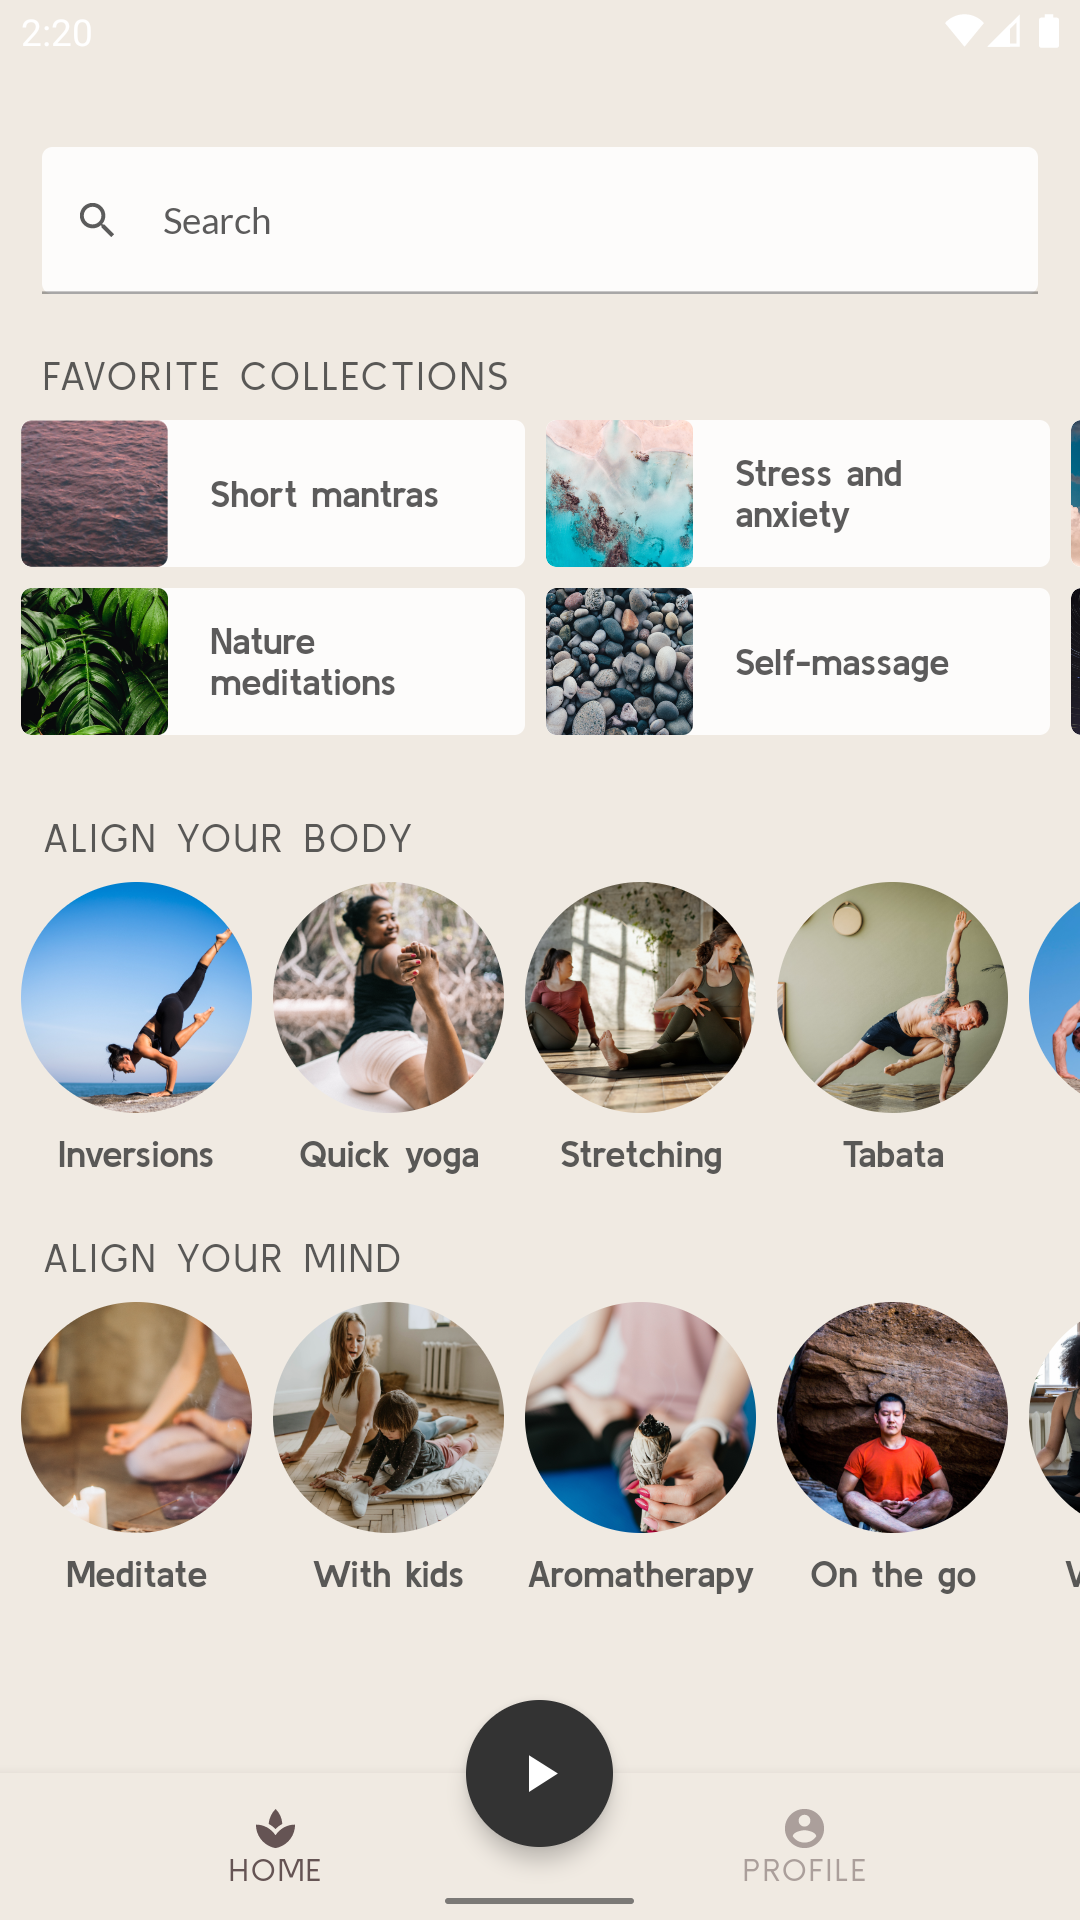 2:20
Search
FAVORITE COLLECTIONS
Short mantras
Stress and
anxiety
Nature
meditations
Self-massage
ALIGN YOUR BODY
Inversions
Quick yoga
Stretching
Tabata
ALIGN YOUR MIND
Meditate
With kids
Aromatherapy
On the go
HOME
PROFILE